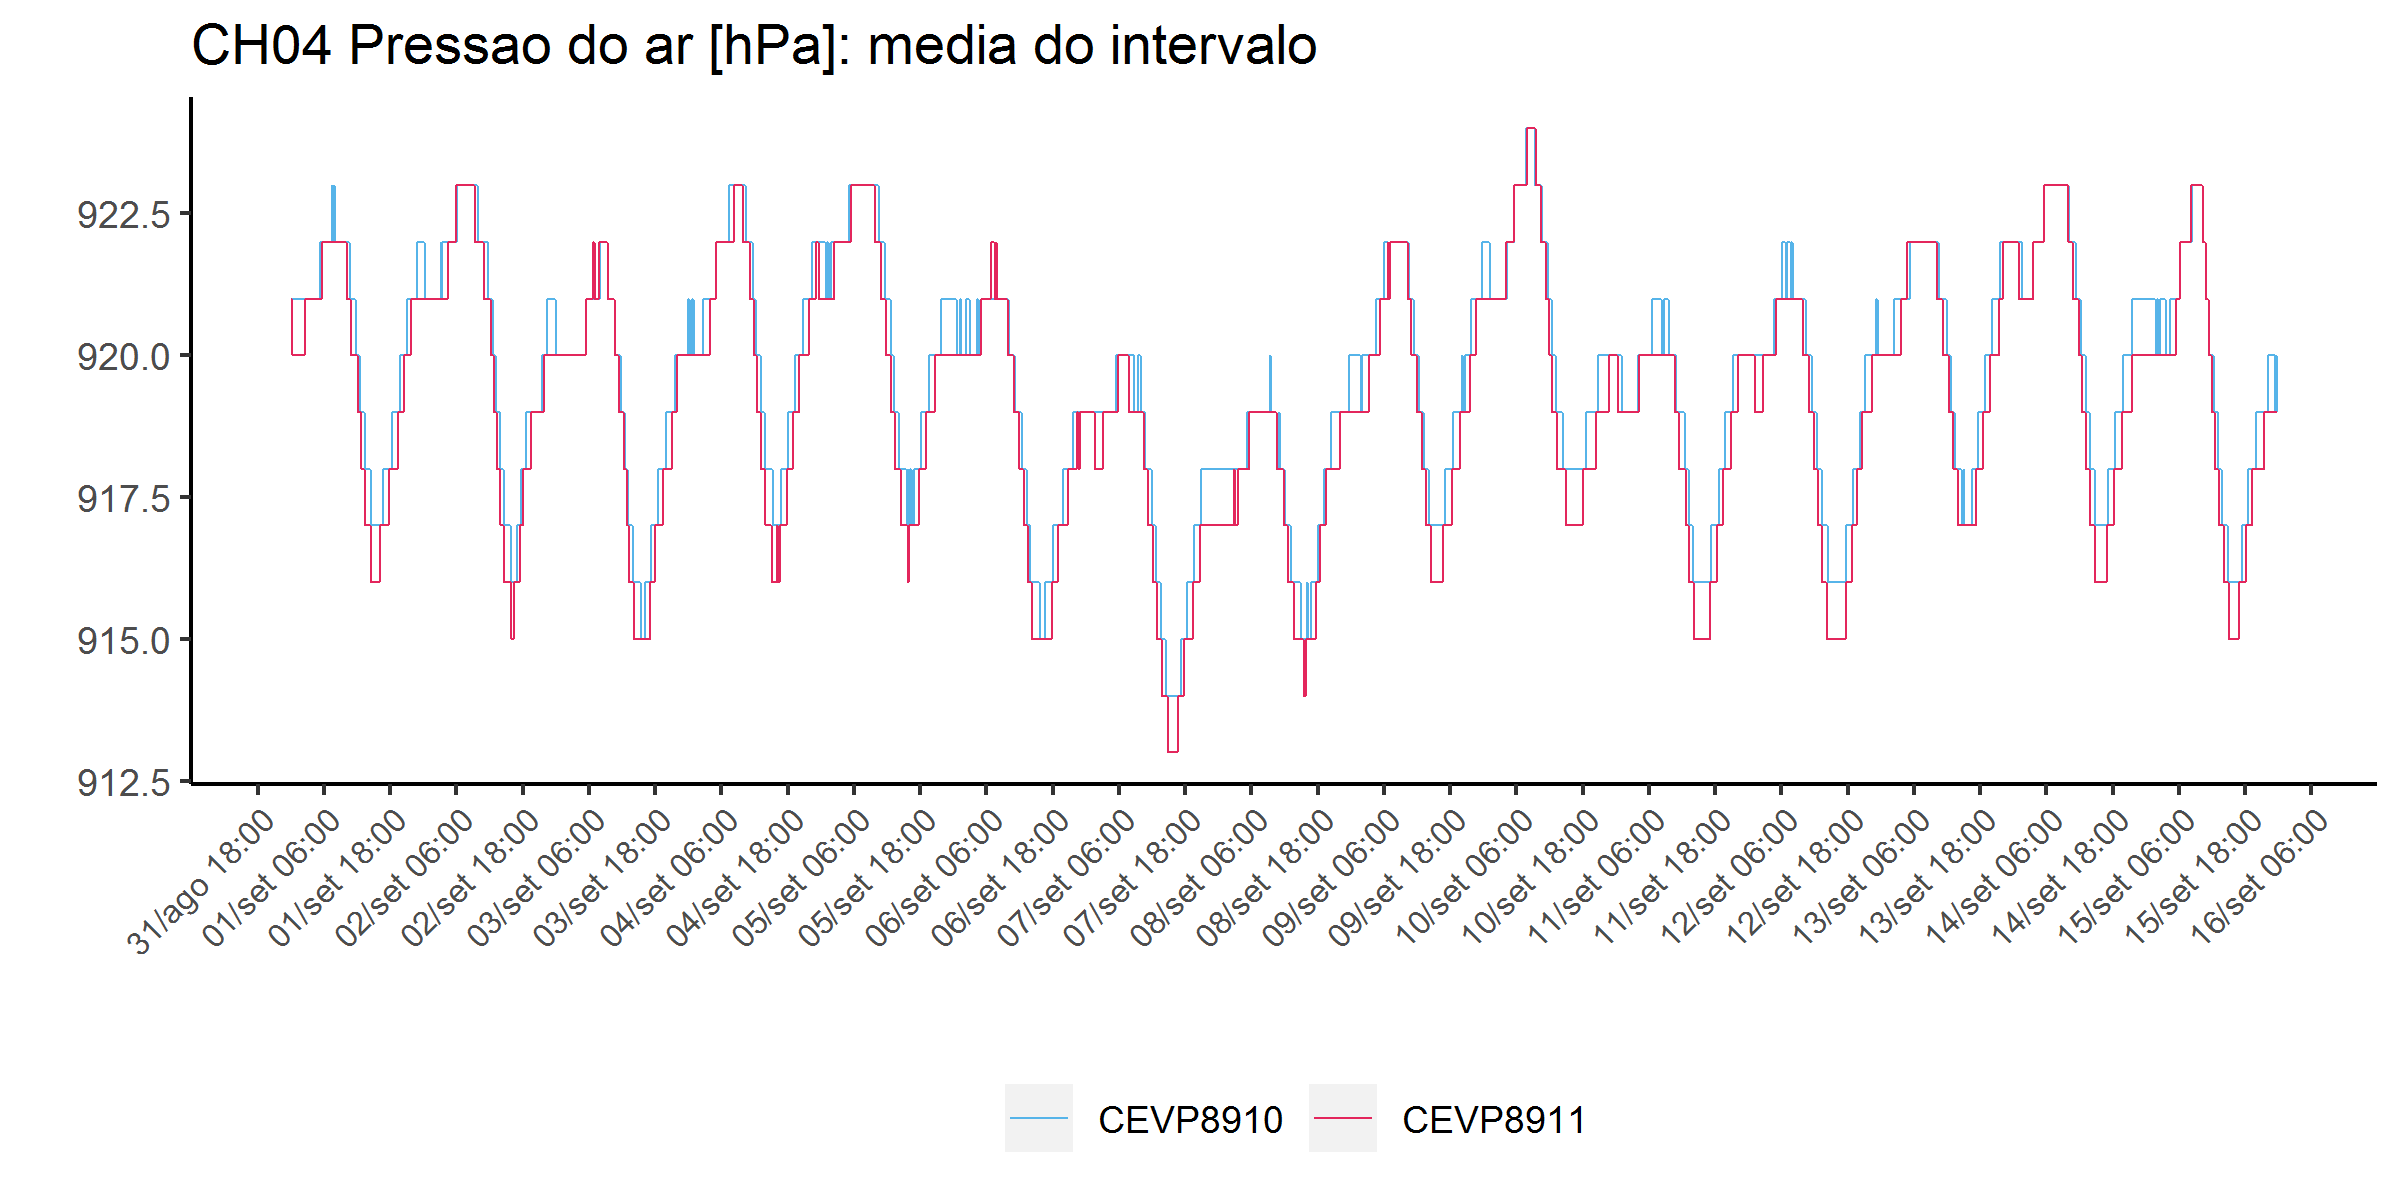 CH04 Pressao do ar [hPa]: media do intervalo
922.5
920.0
917.5
915.0
912.5
31/ago 18:00
01/set 06:00
01/set 18:00
02/set 06:00
02/set 18:00
03/set 06:00
03/set 18:00
04/set 06:00
04/set 18:00
05/set 06:00
05/set 18:00
06/set 06:00
06/set 18:00
07/set 06:00
07/set 18:00
08/set 06:00
08/set 18:00
09/set 06:00
09/set 18:00
10/set 06:00
10/set 18:00
11/set 06:00
11/set 18:00
12/set 06:00
12/set 18:00
13/set 06:00
13/set 18:00
14/set 06:00
14/set 18:00
15/set 06:00
15/set 18:00
16/set 06:00
CEVP8910 CEVP8911